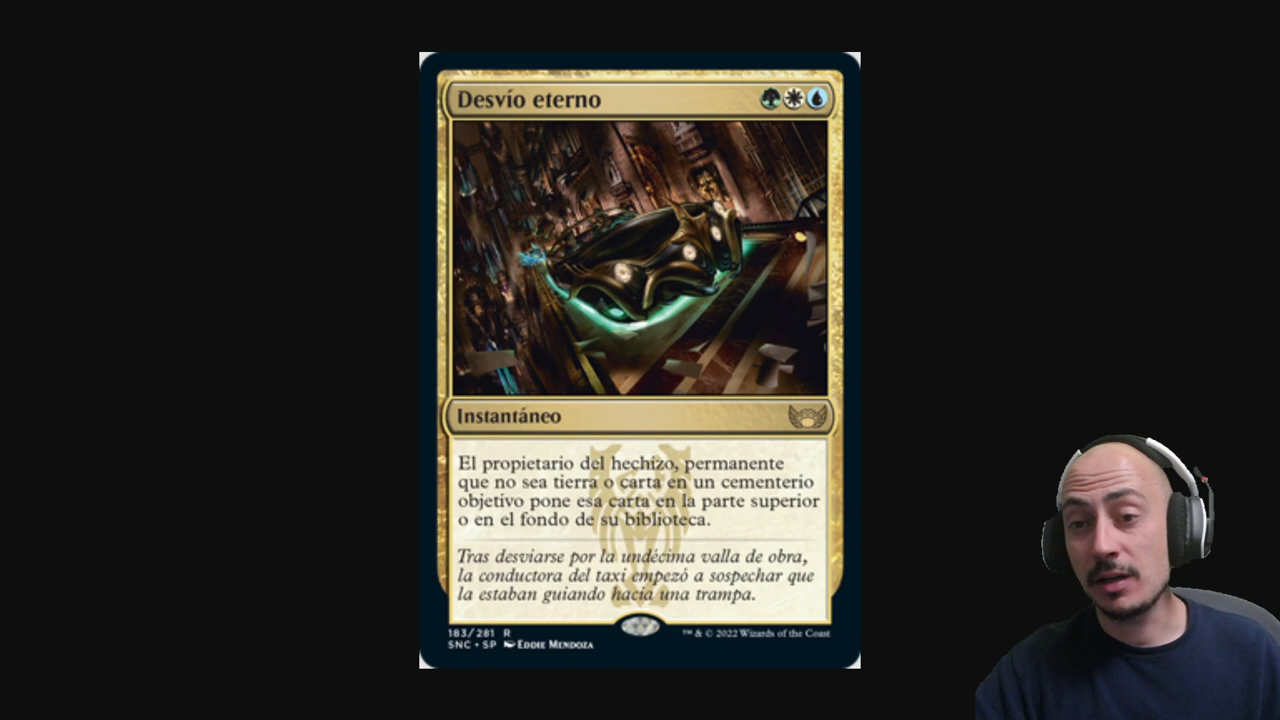 Desvío eterno
Instantáneo
El propietario del hechizo, permanente
que no sea tierra o carta en un cementerio
objetivo pone esa carta en la parte superior
o en el fondo de su biblioteca.
Tras desviarse por la undécima valla de obra,
la conductora del taxi empezó a sospechar que
la estaban guiando hacia una trampa.
183/281 R
SNC • SP Eddie Mendoza
™ & © 2022 Wizards of the Coast